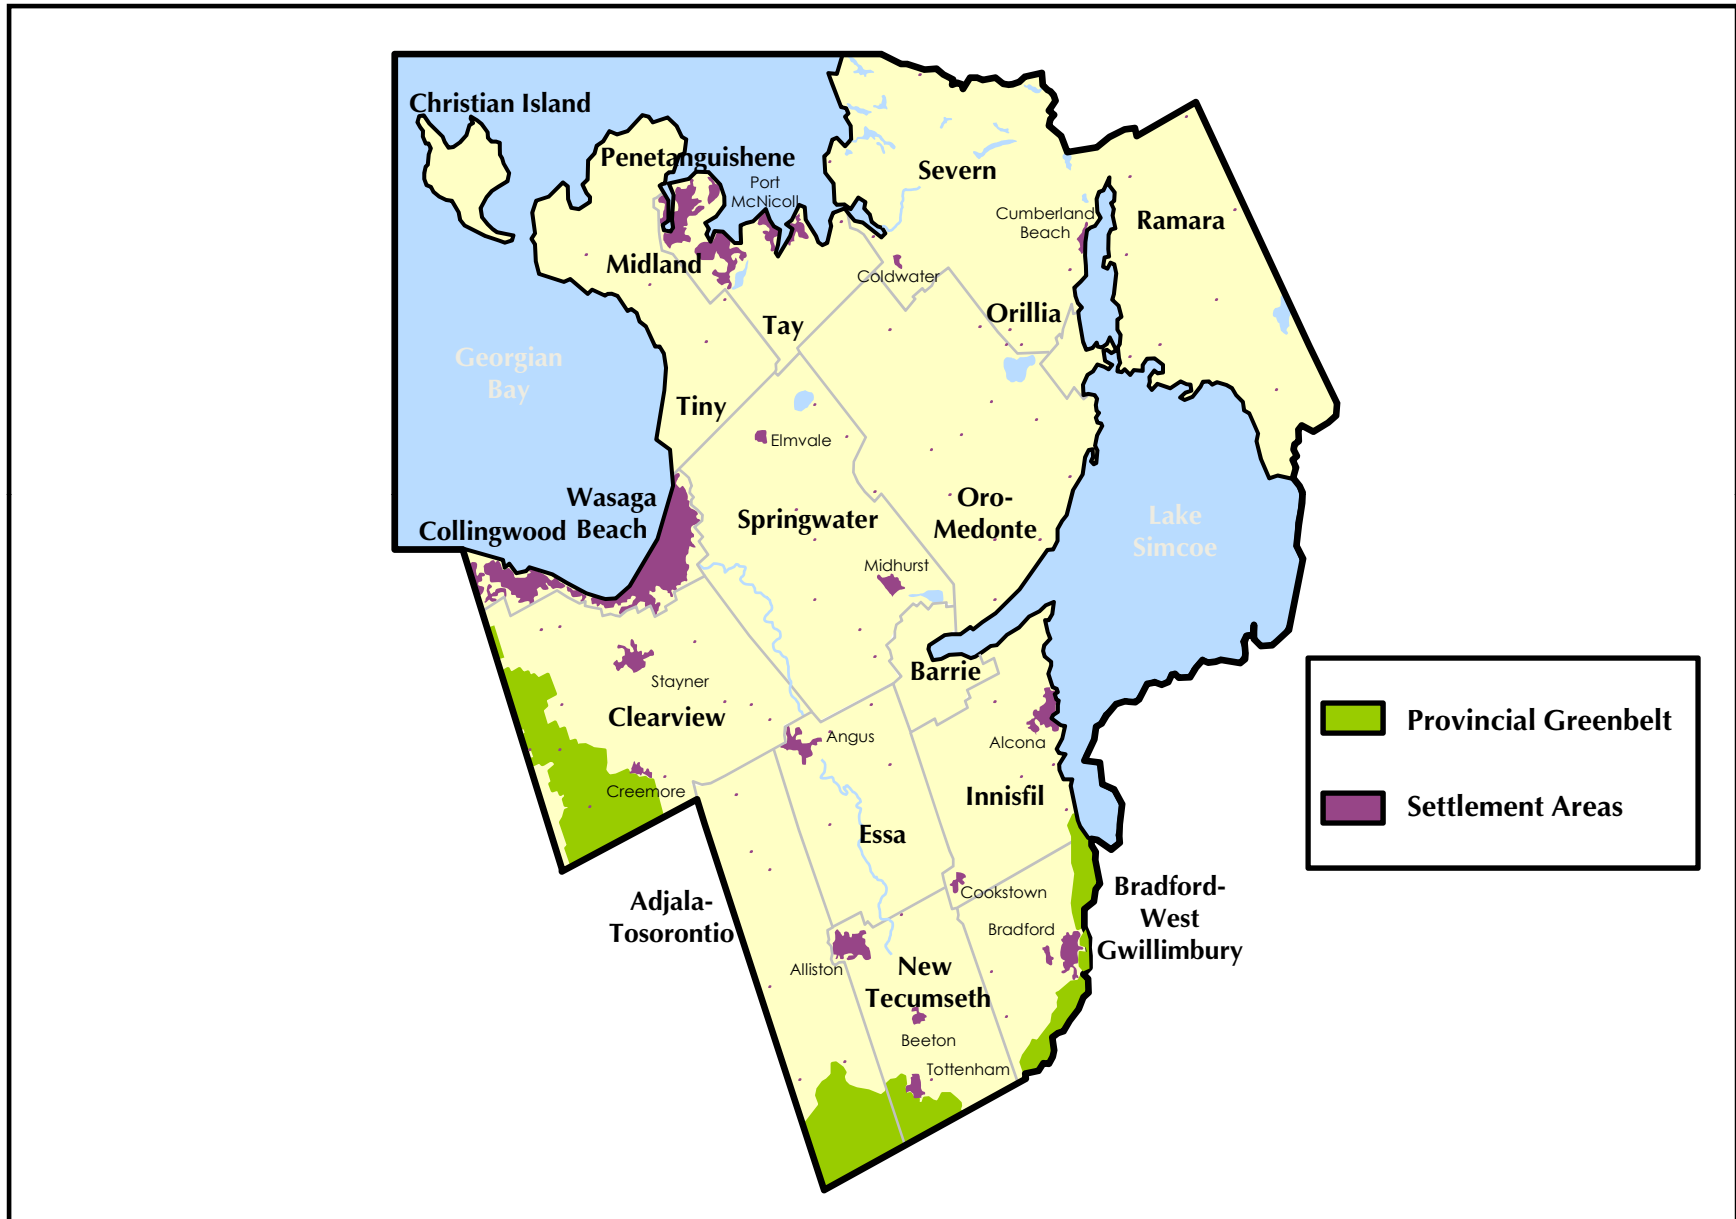 Christian Island
Penetanguishene
Port
McNicoll
Severn
Cumberland
Beach
Ramara
Midland
Coldwater
Orillia
Tay
Georgian
Bay
Tiny
Elmvale
Wasaga
Beach
Collingwood
Springwater
Oro-
Medonte
Lake
Simcoe
Midhurst
Barrie
Stayner
Clearview
Angus
Alcona
Creemore
Innisfil
Essa
Adjala-
Tosorontio
Cookstown
Bradford
Bradford-
West
Gwillimbury
Alliston
New
Tecumseth
Beeton
Tottenham
Provincial Greenbelt
Settlement Areas